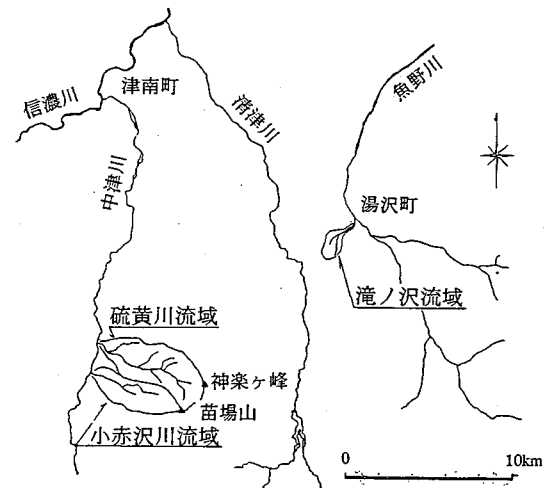 信濃川
津南町
清津川
魚野川
中津川
湯沢町
滝ノ沢流域
硫黄川流域
神楽ヶ峰
苗場山
小赤沢川流域
0 10km